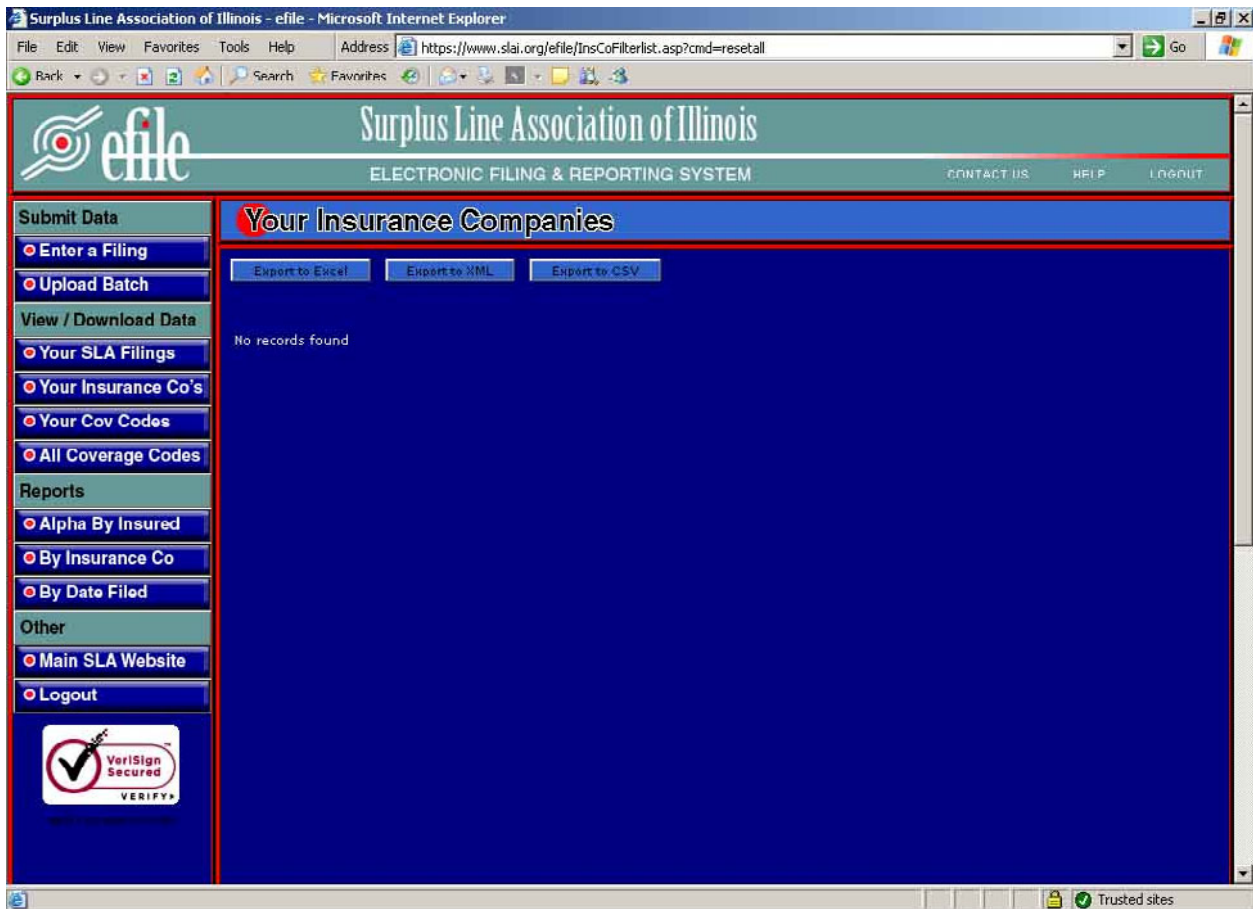 Surplus Line Association of Illinois - efile - Microsoft Internet Explorer
File Edit View Favorites Tools Help Address https://www.slai.org/efile/InsCoFilterlist.asp?cmd=resetall Go
Back Search Favorites
efile
Surplus Line Association of Illinois
ELECTRONIC FILING & REPORTING SYSTEM
CONTACT US HELP LOGOUT
Submit Data
Enter a Filing
Upload Batch
View / Download Data
Your SLA Filings
Your Insurance Co's
Your Cov Codes
All Coverage Codes
Reports
Alpha By Insured
By Insurance Co
By Date Filed
Other
Main SLA Website
Logout
VeriSign
Secured
VERIFY
Your Insurance Companies
Export to Excel Export to XML Export to CSV
No records found
Trusted sites